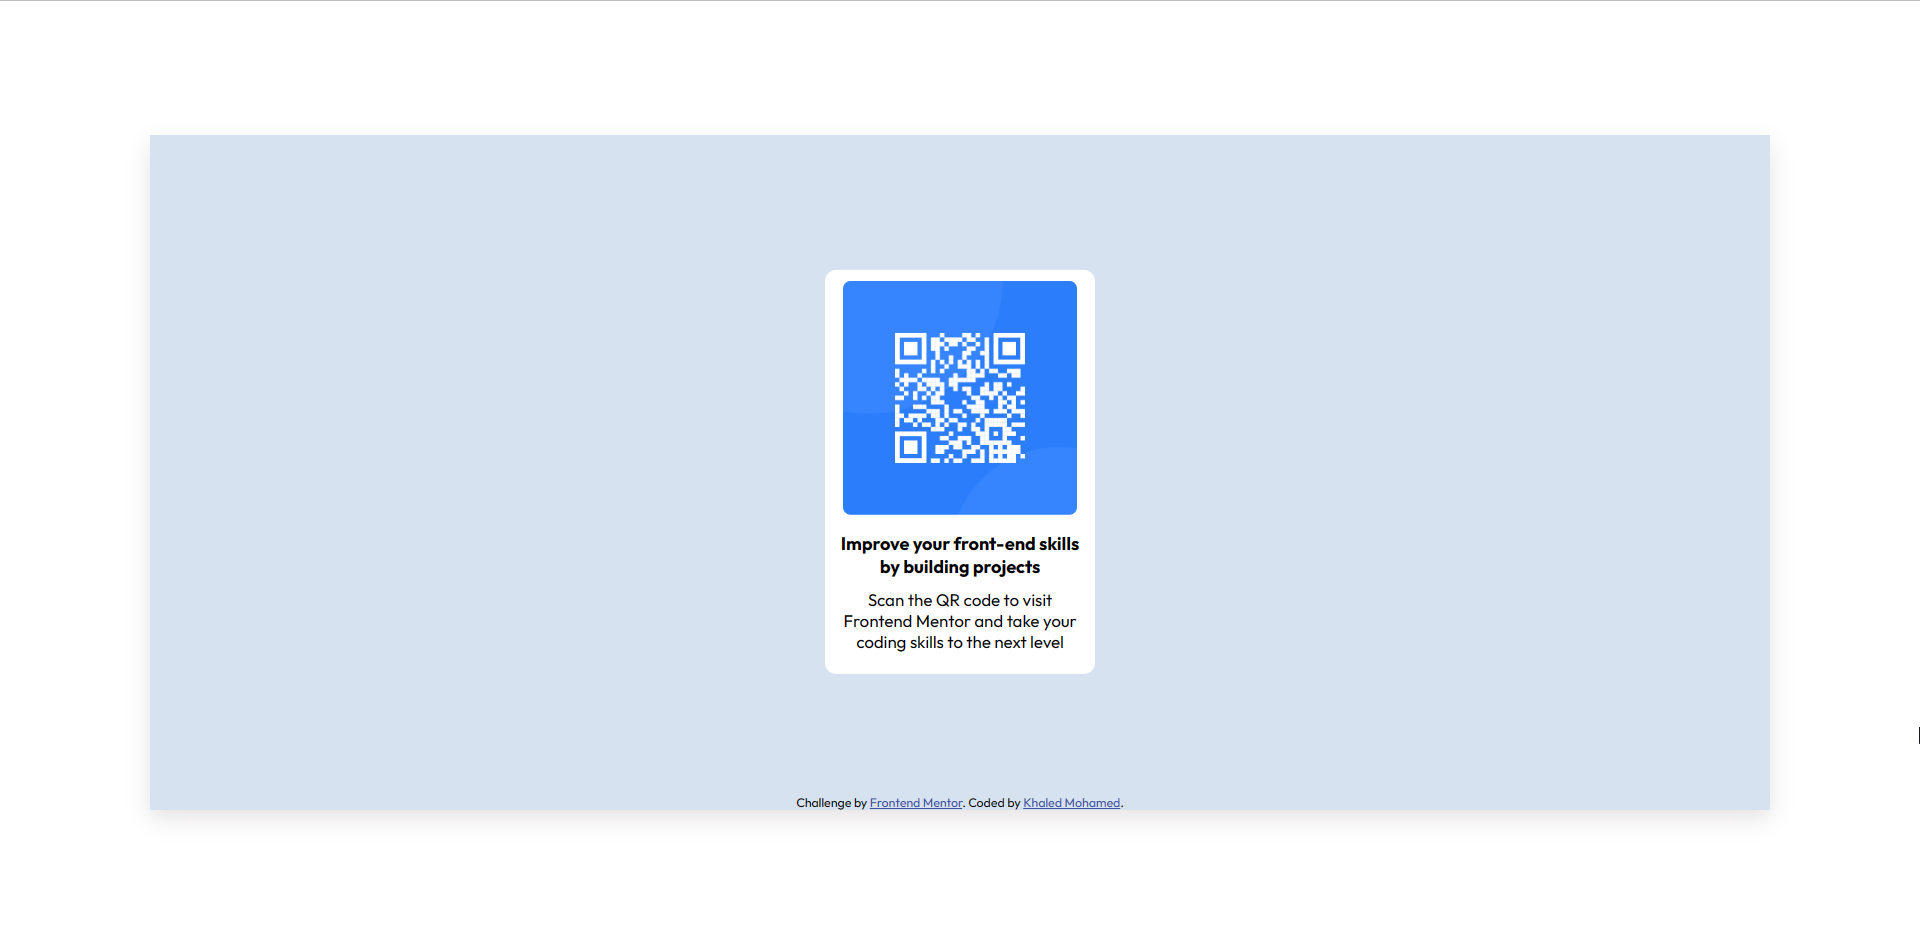 Improve your front-end skills
by building projects
Scan the QR code to visit
Frontend Mentor and take your
coding skills to the next level
Challenge by Frontend Mentor. Coded by Khaled Mohamed.